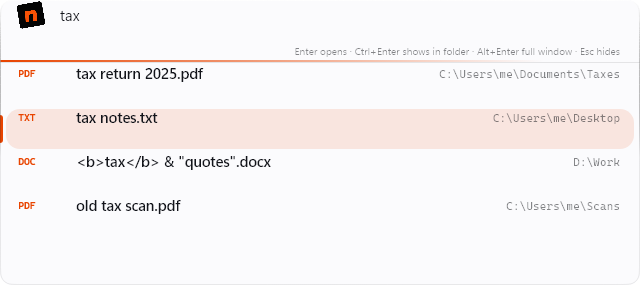 n tax
Enter opens · Ctrl+Enter shows in folder · Alt+Enter full window · Esc hides
PDF tax return 2025.pdf C:\Users\me\Documents\Taxes
TXT tax notes.txt C:\Users\me\Desktop
DOC <b>tax</b> & "quotes".docx D:\Work
PDF old tax scan.pdf C:\Users\me\Scans